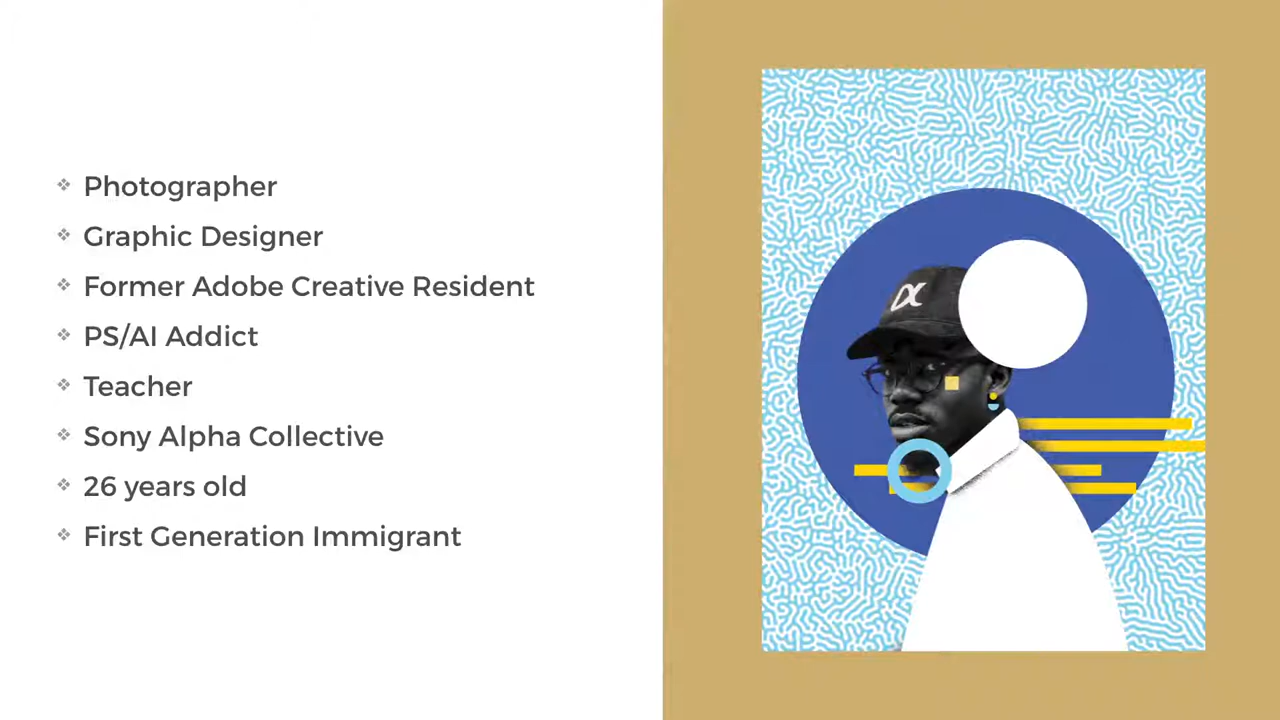 Photographer
Graphic Designer
Former Adobe Creative Resident
PS/AI Addict
Teacher
Sony Alpha Collective
26 years old
First Generation Immigrant